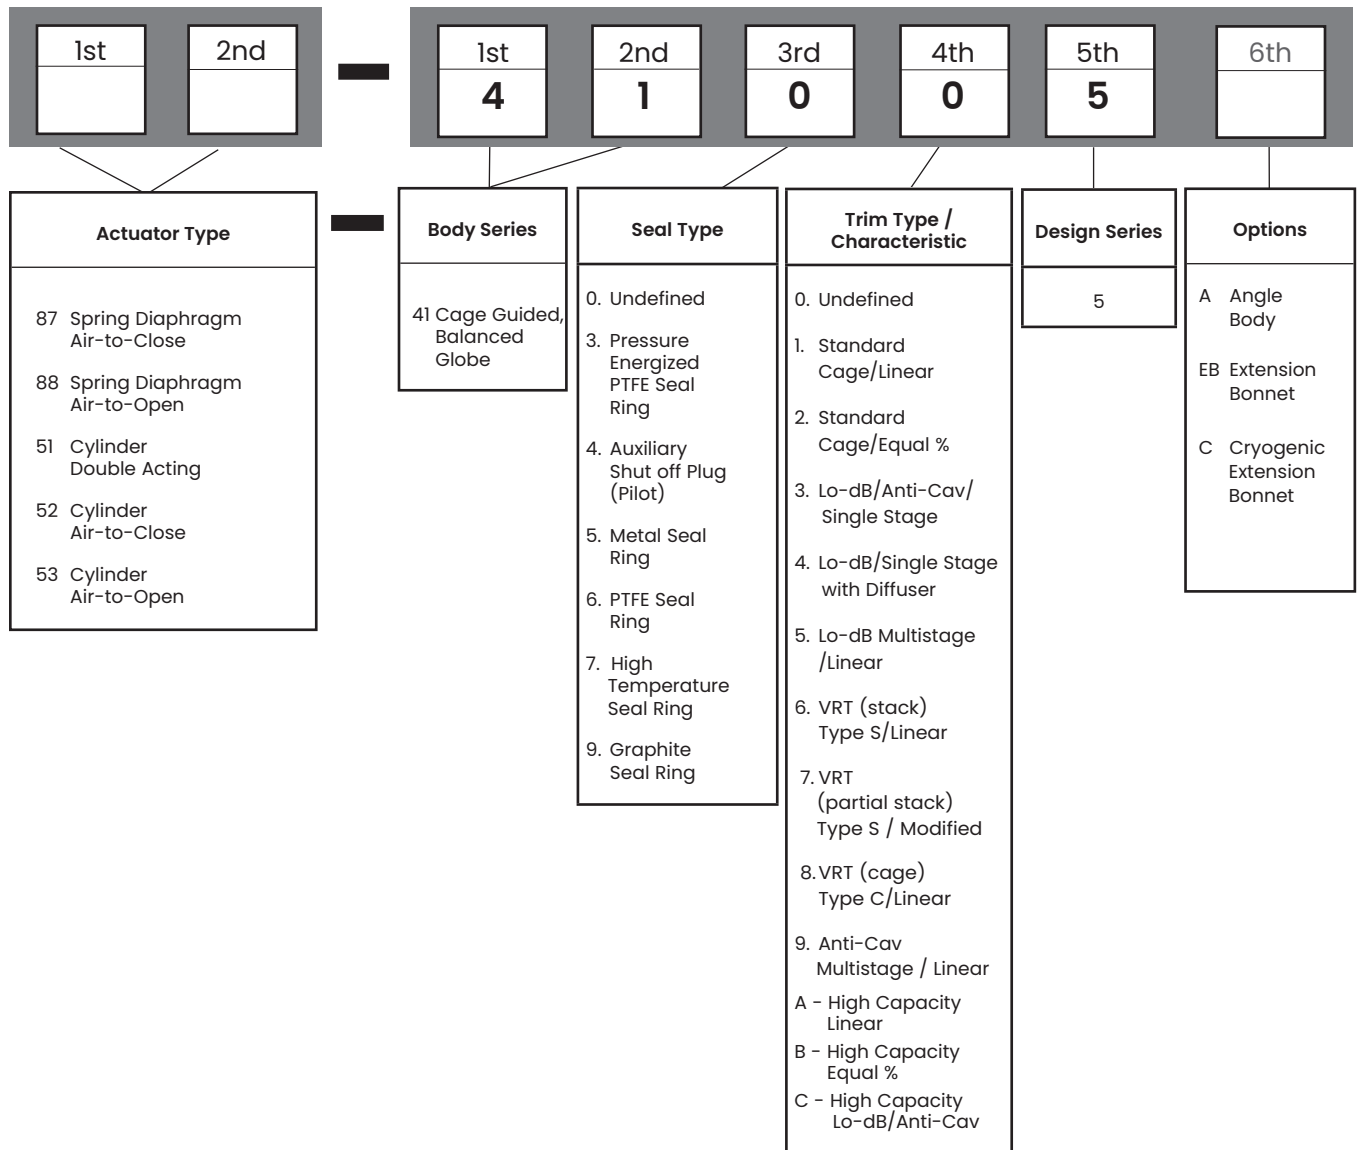 1st
2nd
1st
2nd
3rd
4th
5th
6th
4
1
0
0
5
Actuator Type
87 Spring Diaphragm
Air-to-Close
88 Spring Diaphragm
Air-to-Open
51 Cylinder
Double Acting
52 Cylinder
Air-to-Close
53 Cylinder
Air-to-Open
Body Series
41 Cage Guided,
Balanced
Globe
Seal Type
0. Undefined
3. Pressure
Energized
PTFE Seal
Ring
4. Auxiliary
Shut off Plug
(Pilot)
5. Metal Seal
Ring
6. PTFE Seal
Ring
7. High
Temperature
Seal Ring
9. Graphite
Seal Ring
Trim Type /
Characteristic
0. Undefined
1. Standard
Cage/Linear
2. Standard
Cage/Equal %
3. Lo-dB/Anti-Cav/
Single Stage
4. Lo-dB/Single Stage
with Diffuser
5. Lo-dB Multistage
/Linear
6. VRT (stack)
Type S/Linear
7. VRT
(partial stack)
Type S / Modified
8. VRT (cage)
Type C/Linear
9. Anti-Cav
Multistage / Linear
A - High Capacity
Linear
B - High Capacity
Equal %
C - High Capacity
Lo-dB/Anti-Cav
Design Series
5
Options
A Angle
Body
EB Extension
Bonnet
C Cryogenic
Extension
Bonnet